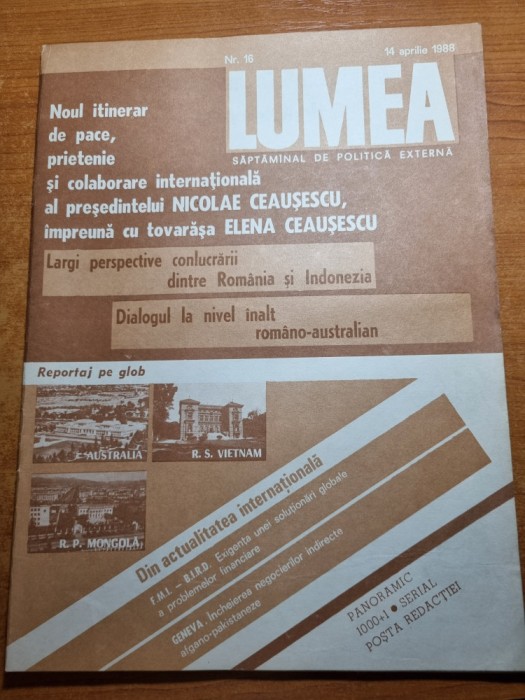 Nr. 16
14 aprilie 1988
LUMEA
SĂPTĂMÎNAL DE POLITICĂ EXTERNĂ
Noul itinerar
de pace,
prietenie
și colaborare internațională
al președintelui NICOLAE CEAUȘESCU,
împreună cu tovarășa ELENA CEAUȘESCU
Largi perspective conlucrării
dintre România și Indonezia
Dialogul la nivel înalt
româno-australian
Reportaj pe glob
AUSTRALIA
R. S. VIETNAM
R. P. MONGOLĂ
Din actualitatea internațională
F.M.I. – B.I.R.D. Exigența unei soluționări globale
a problemelor financiare
GENEVA. Încheierea negocierilor indirecte
afgano-pakistaneze
PANORAMIC
1000+1 • SERIAL
POȘTA REDACȚIEI